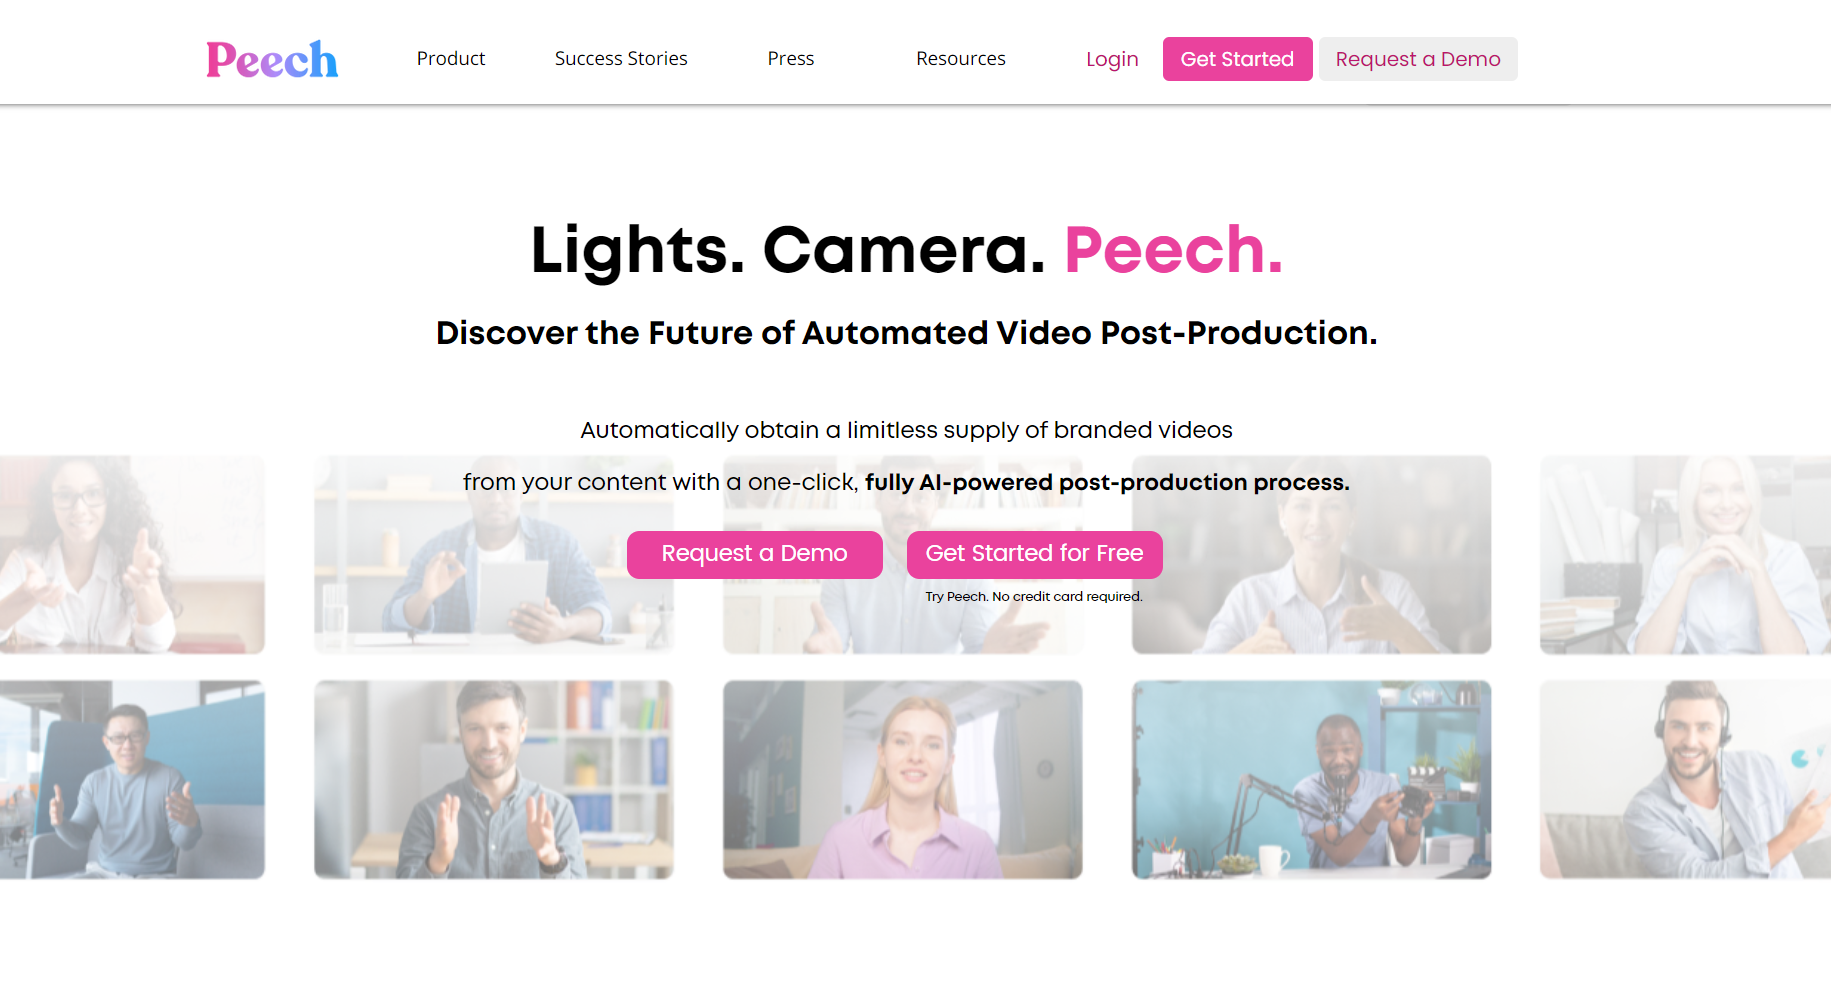 Peech
Product
Success Stories
Press
Resources
Login
Get Started
Request a Demo
Lights. Camera. Peech.
Discover the Future of Automated Video Post-Production.
Automatically obtain a limitless supply of branded videos
from your content with a one-click, fully AI-powered post-production process.
Request a Demo
Get Started for Free
Try Peech. No credit card required.